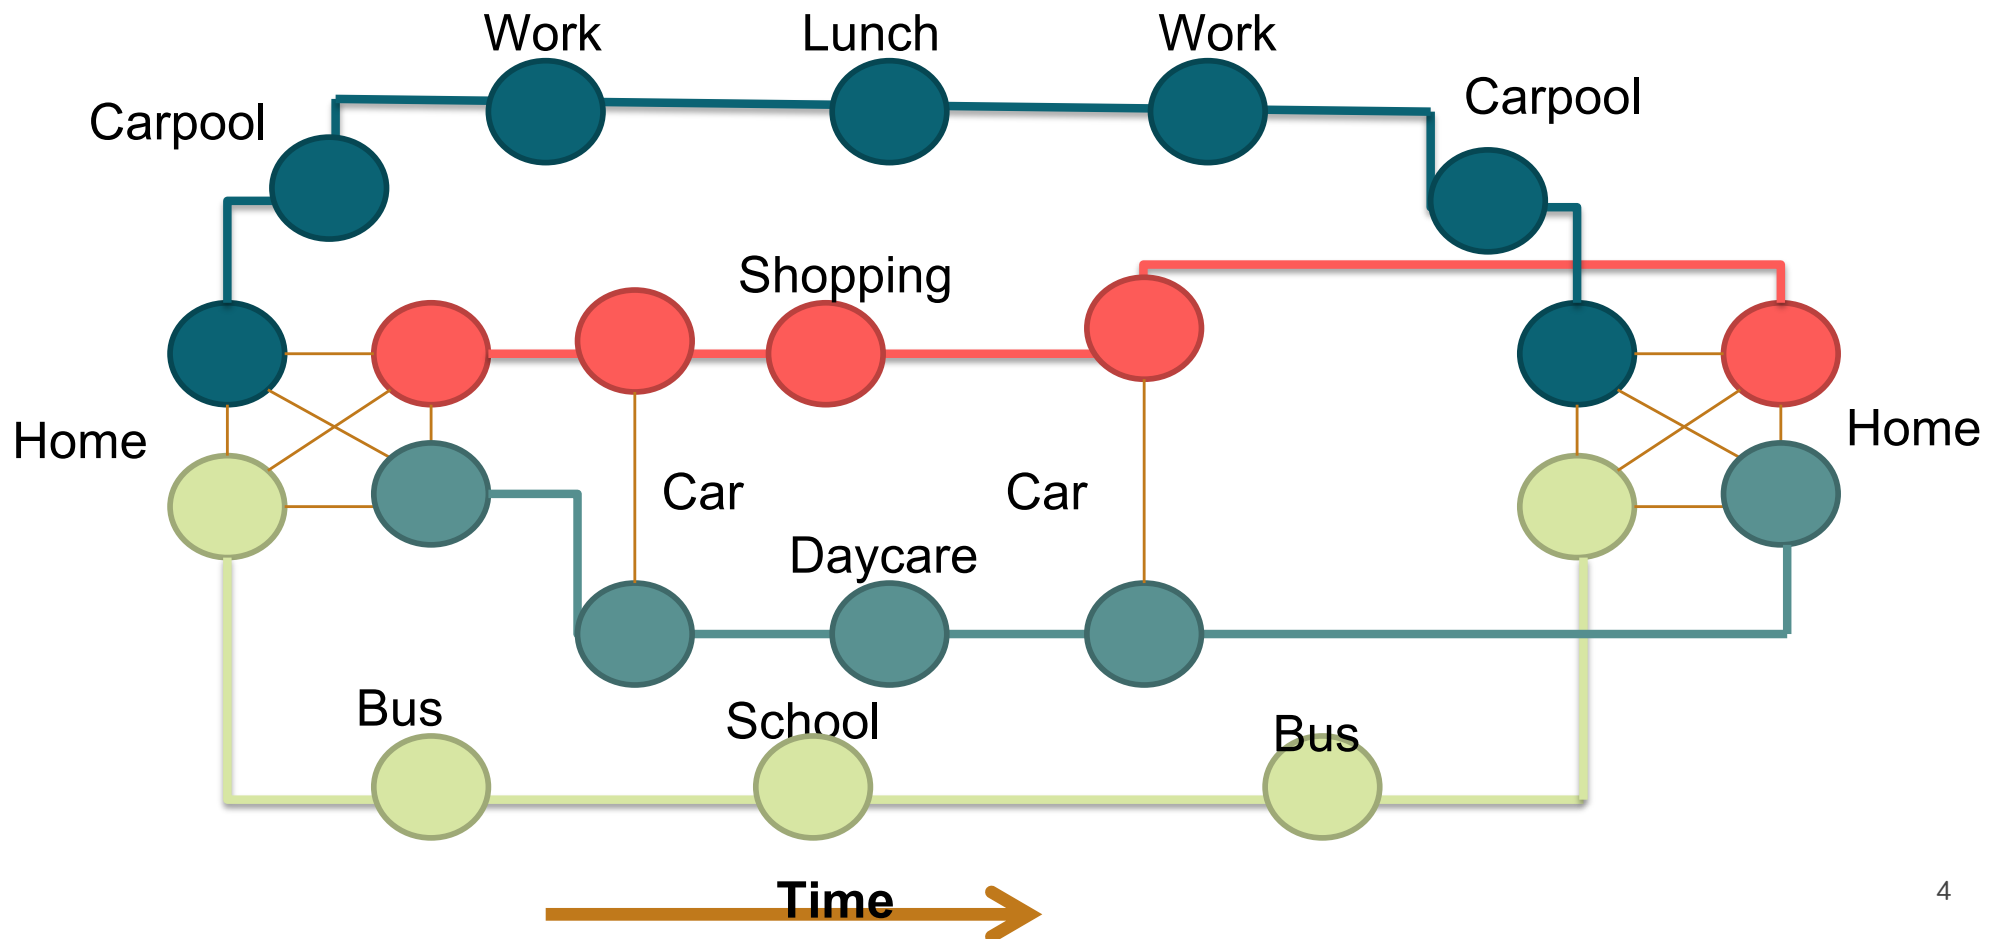 Work
Lunch
Work
Carpool
Carpool
Shopping
Home
Home
Car
Car
Daycare
Bus
School
Bus
Time
4